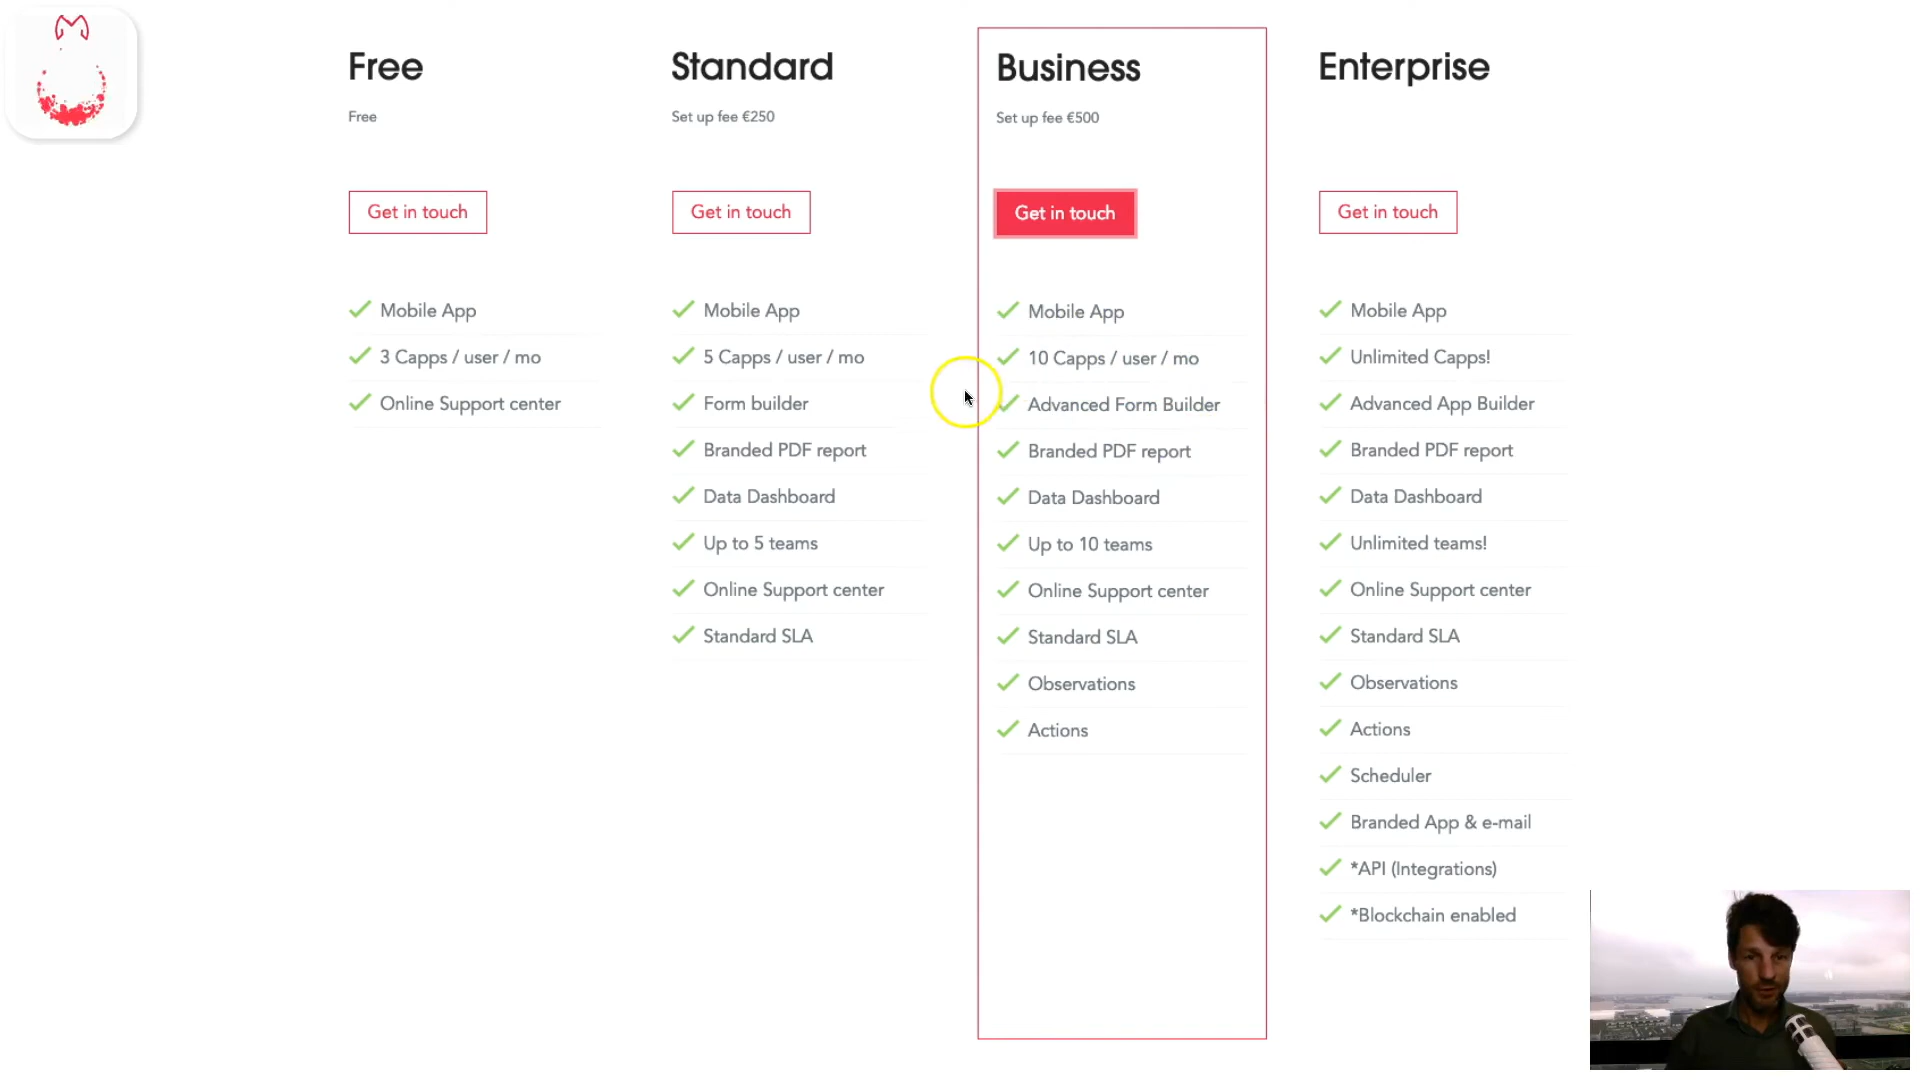 Free
Free
Get in touch
Mobile App
3 Capps / user / mo
Online Support center
Standard
Set up fee €250
Get in touch
Mobile App
5 Capps / user / mo
Form builder
Branded PDF report
Data Dashboard
Up to 5 teams
Online Support center
Standard SLA
Business
Set up fee €500
Get in touch
Mobile App
10 Capps / user / mo
Advanced Form Builder
Branded PDF report
Data Dashboard
Up to 10 teams
Online Support center
Standard SLA
Observations
Actions
Enterprise
Get in touch
Mobile App
Unlimited Capps!
Advanced App Builder
Branded PDF report
Data Dashboard
Unlimited teams!
Online Support center
Standard SLA
Observations
Actions
Scheduler
Branded App & e-mail
*API (Integrations)
*Blockchain enabled